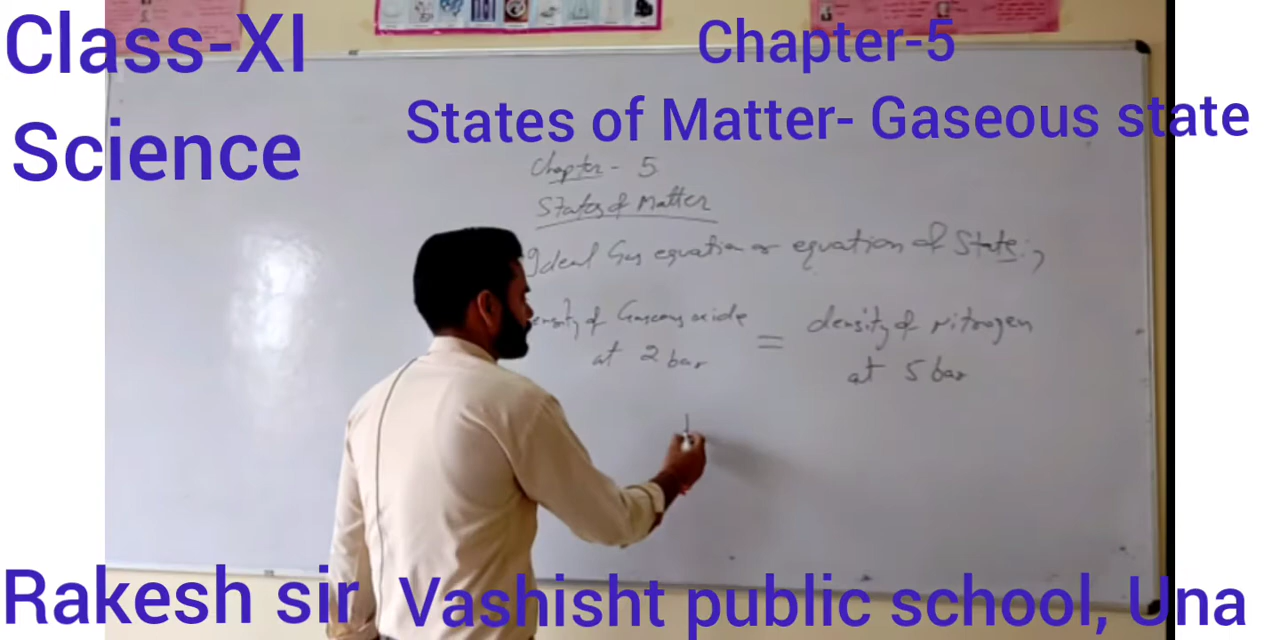 Class-XI
Science
Chapter-5
States of Matter- Gaseous state
Chapter - 5
States of Matter
Ideal Gas equation or equation of State:,
ensity of Gaseous oxide = density of Nitrogen
at 2 bar at 5 bar
Rakesh sir
Vashisht public school, Una